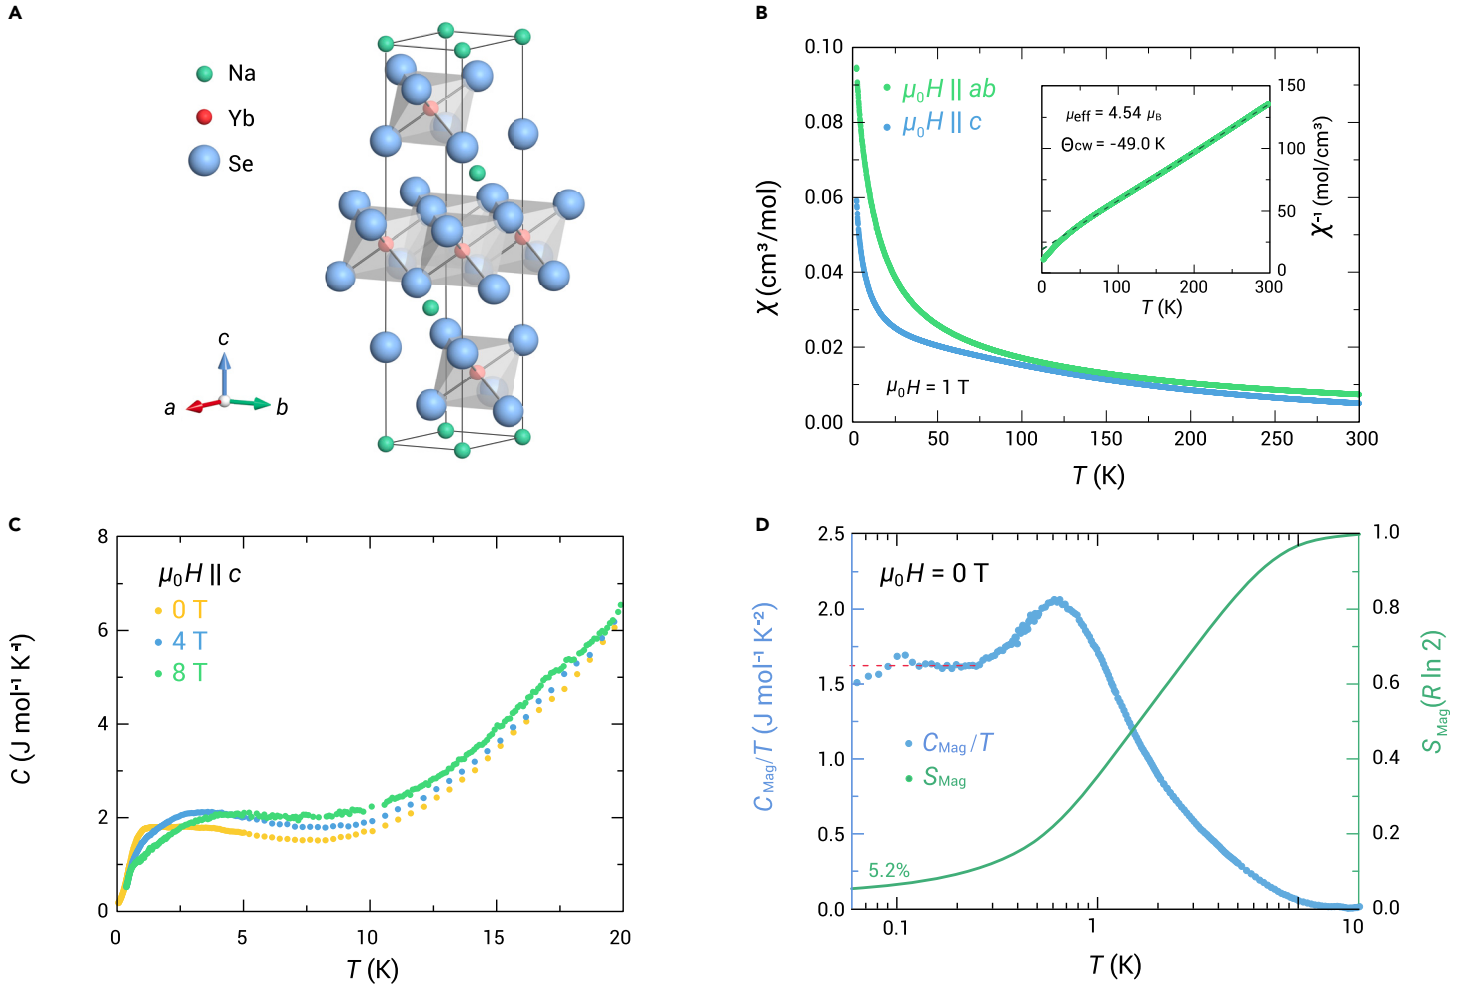 A
Na
Yb
Se
c
a
b
B
χ (cm³/mol)
0.10
0.08
0.06
0.04
0.02
0.00
μ₀H || ab
μ₀H || c
μ₀H = 1 T
0 50 100 150 200 250 300
T (K)
μeff = 4.54 μB
Θcw = -49.0 K
150
100
50
0
χ⁻¹ (mol/cm³)
0 100 200 300
T (K)
C
C (J mol⁻¹ K⁻¹)
8
6
4
2
0
μ₀H || c
0 T
4 T
8 T
0 5 10 15 20
T (K)
D
C_Mag/T (J mol⁻¹ K⁻²)
2.5
2.0
1.5
1.0
0.5
0.0
μ₀H = 0 T
C_Mag/T
S_Mag
5.2%
1.0
0.8
0.6
0.4
0.2
0.0
S_Mag(R ln 2)
0.1 1 10
T (K)